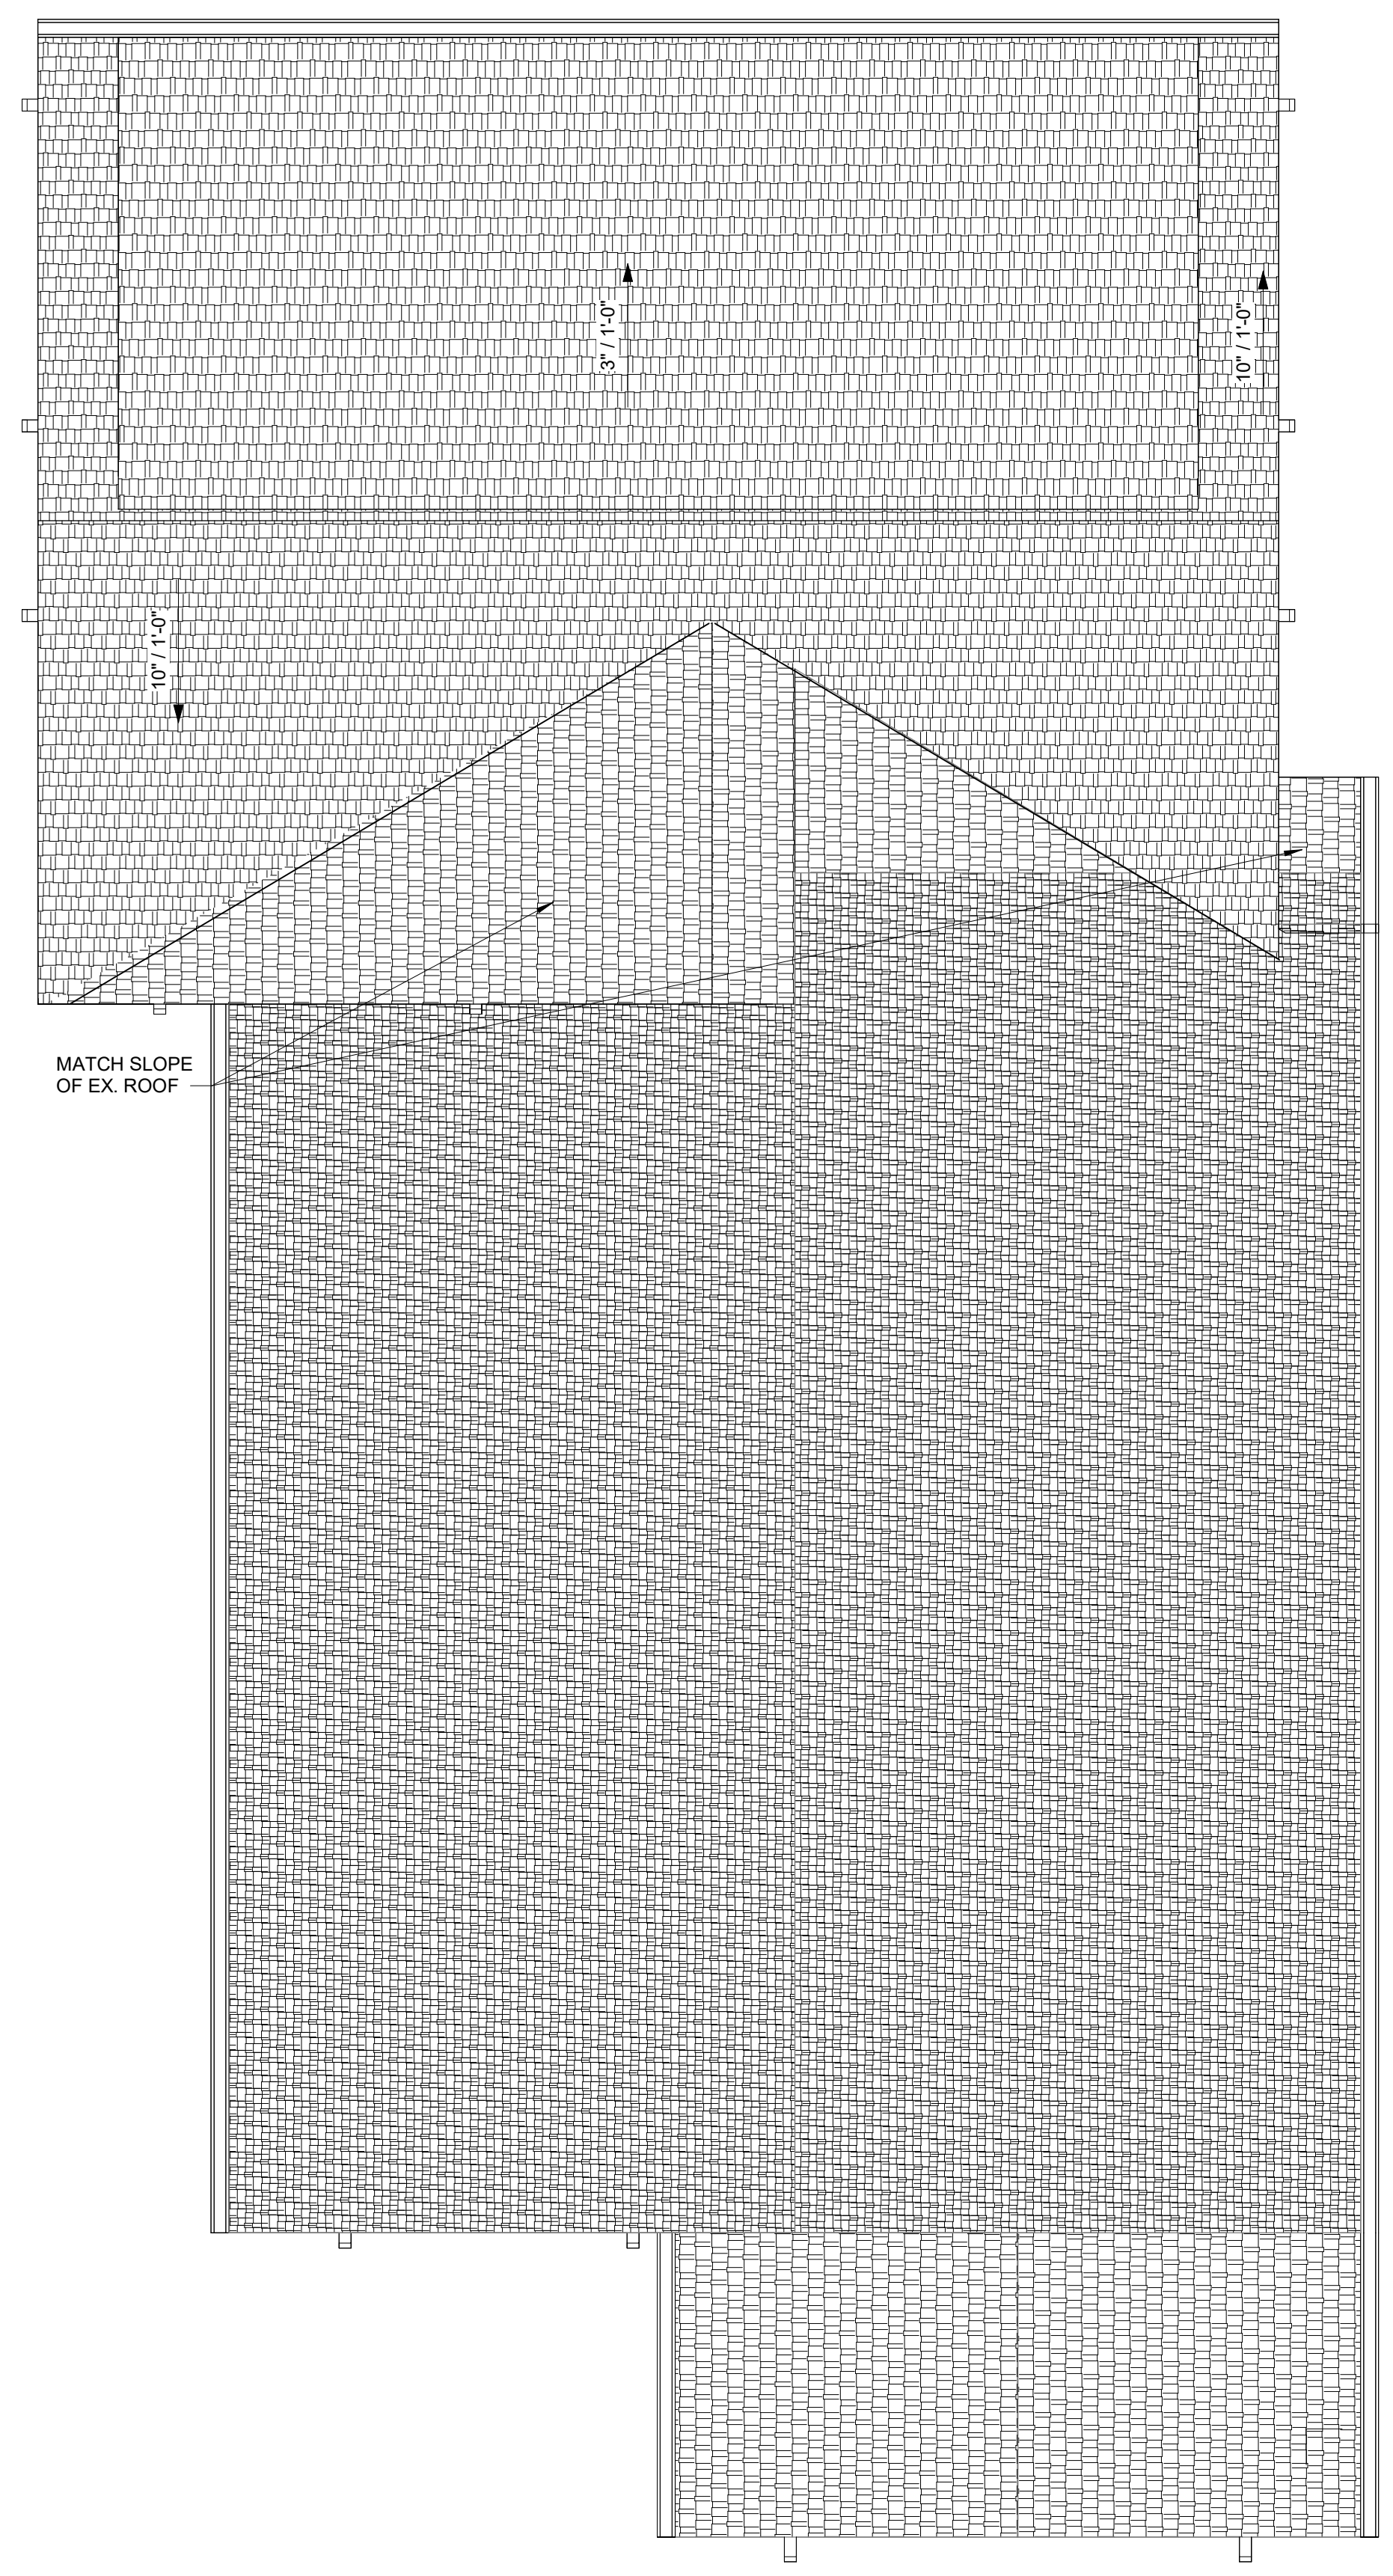 3" / 1'-0"
10" / 1'-0"
10" / 1'-0"
MATCH SLOPE
OF EX. ROOF